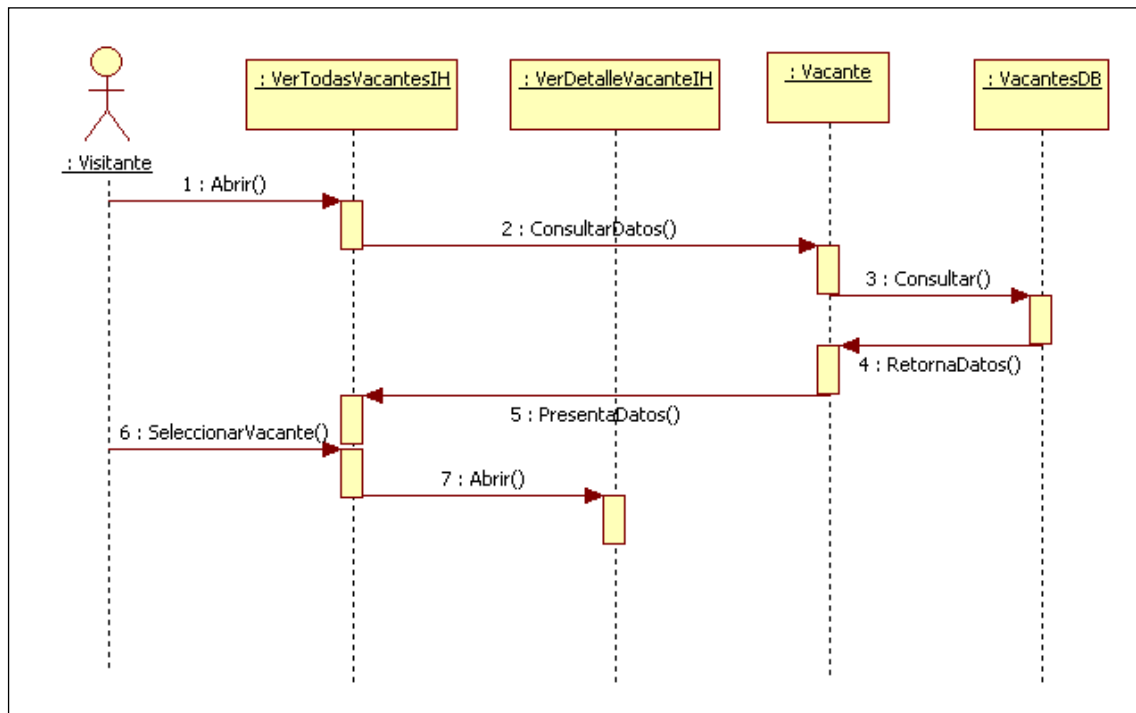 : VerTodasVacantesIH
: VerDetalleVacanteIH
: Vacante
: VacantesDB
: Visitante
1 : Abrir()
2 : ConsultarDatos()
3 : Consultar()
4 : RetornaDatos()
5 : PresentaDatos()
6 : SeleccionarVacante()
7 : Abrir()